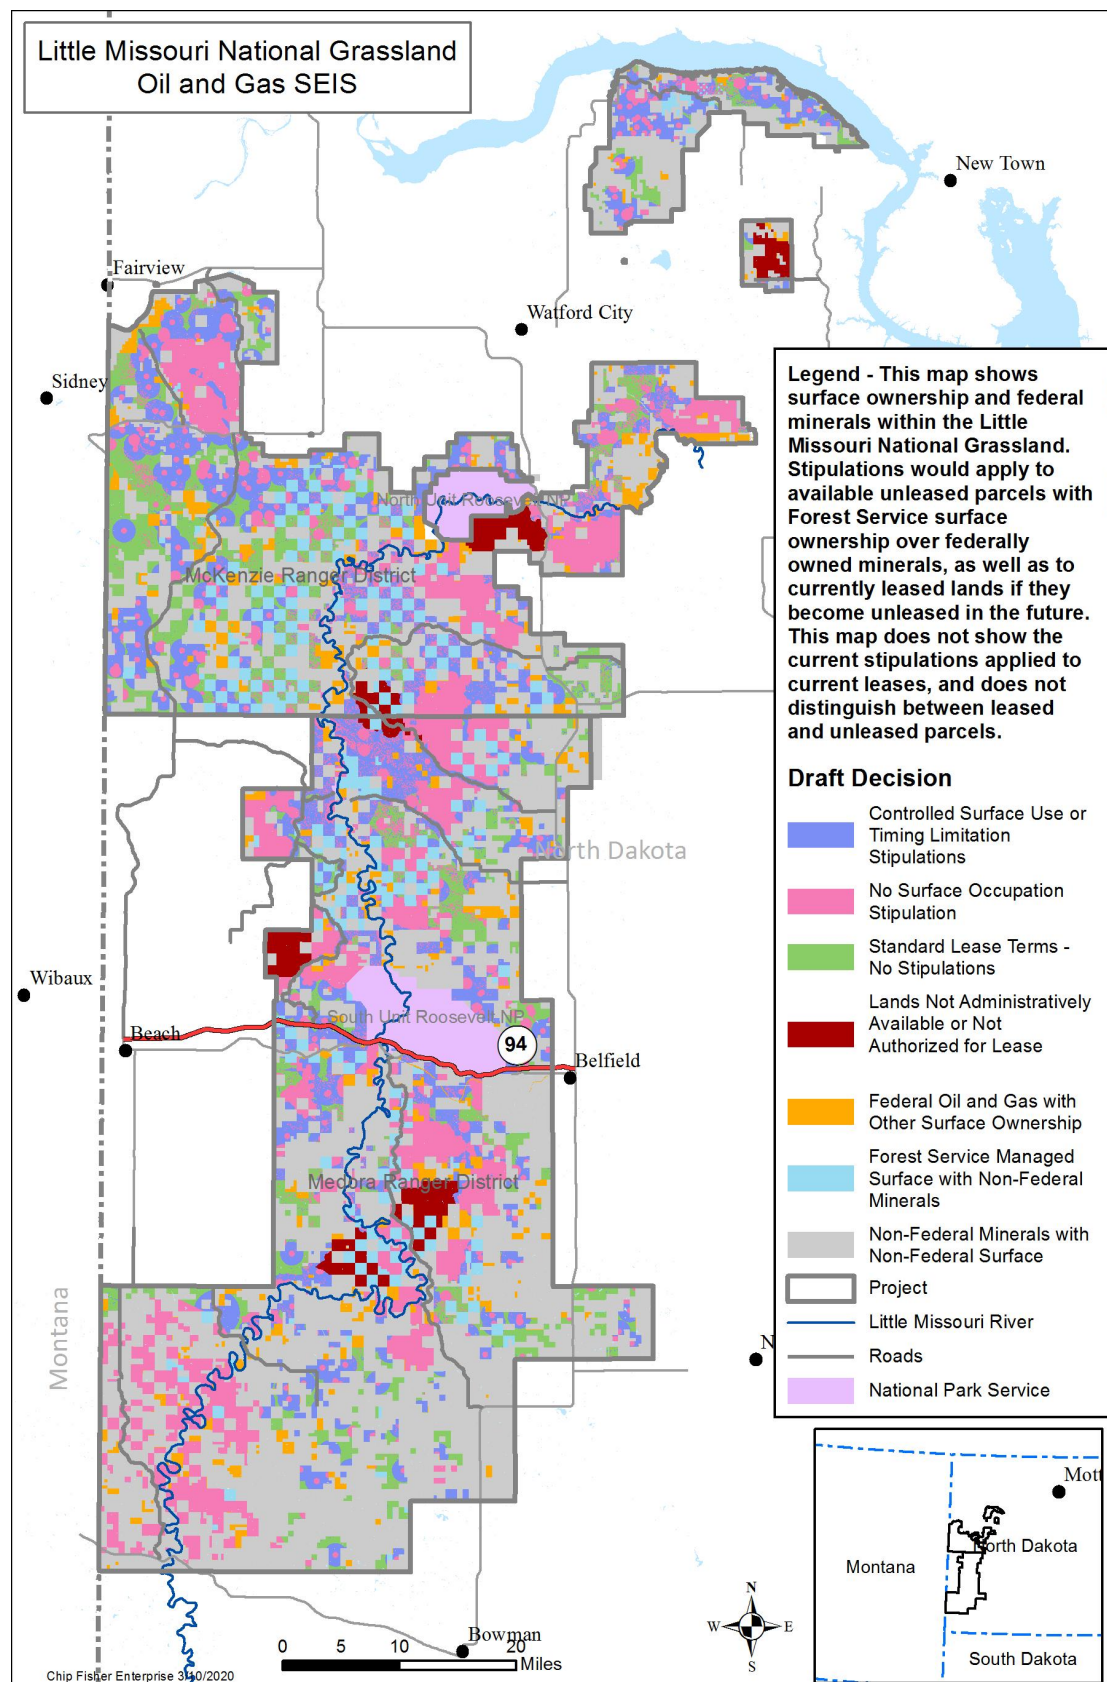 Little Missouri National Grassland
Oil and Gas SEIS
New Town
Fairview
Watford City
Sidney
North Unit Roosevelt NP
McKenzie Ranger District
North Dakota
Wibaux
South Unit Roosevelt NP
Beach
94
Belfield
Medora Ranger District
Montana
N
Bowman
Legend - This map shows
surface ownership and federal
minerals within the Little
Missouri National Grassland.
Stipulations would apply to
available unleased parcels with
Forest Service surface
ownership over federally
owned minerals, as well as to
currently leased lands if they
become unleased in the future.
This map does not show the
current stipulations applied to
current leases, and does not
distinguish between leased
and unleased parcels.
Draft Decision
Controlled Surface Use or
Timing Limitation
Stipulations
No Surface Occupation
Stipulation
Standard Lease Terms -
No Stipulations
Lands Not Administratively
Available or Not
Authorized for Lease
Federal Oil and Gas with
Other Surface Ownership
Forest Service Managed
Surface with Non-Federal
Minerals
Non-Federal Minerals with
Non-Federal Surface
Project
Little Missouri River
Roads
National Park Service
Mott
North Dakota
Montana
South Dakota
N
W E
S
0 5 10 20
Miles
Chip Fisher Enterprise 3/10/2020